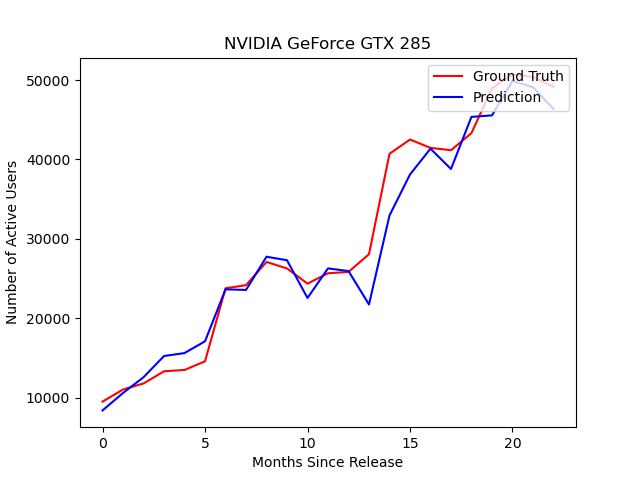 NVIDIA GeForce GTX 285
Ground Truth
Prediction
50000
40000
30000
20000
10000
Number of Active Users
0
5
10
15
20
Months Since Release